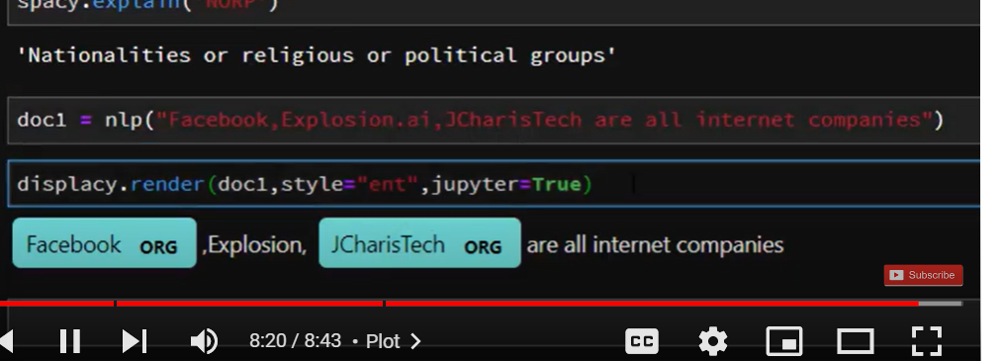 spacy.explain("NORP")
'Nationalities or religious or political groups'
doc1 = nlp("Facebook,Explosion.ai,JCharisTech are all internet companies")
displacy.render(doc1,style="ent",jupyter=True)
Facebook ORG ,Explosion, JCharisTech ORG are all internet companies
Subscribe
8:20 / 8:43 • Plot >
CC